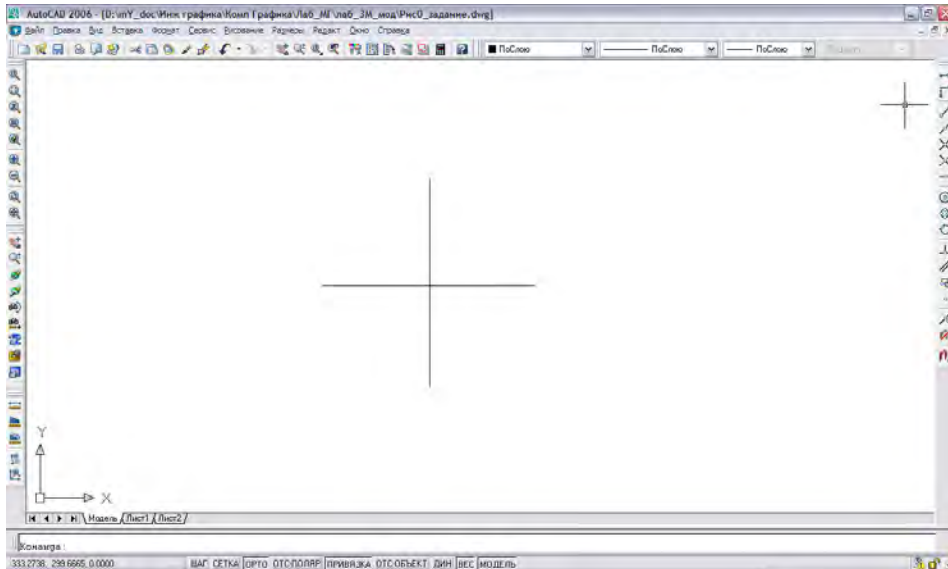 AutoCAD 2006 - [D:\mY_doc\Инж графика\Комп Графика\Лаб_МГ\лаб_3М_мод\Рис0_задание.dwg]
Файл Правка Вид Вставка Формат Сервис Рисование Размеры Редакт Окно Справка
ПоСлою ПоСлою ПоСлою
Y
X
Модель Лист1 Лист2
Команда:
333.2738, 299.6665, 0.0000 ШАГ СЕТКА ОРТО ОТС-ПОЛЯР ПРИВЯЗКА ОТС-ОБЪЕКТ ДИН ВЕС МОДЕЛЬ